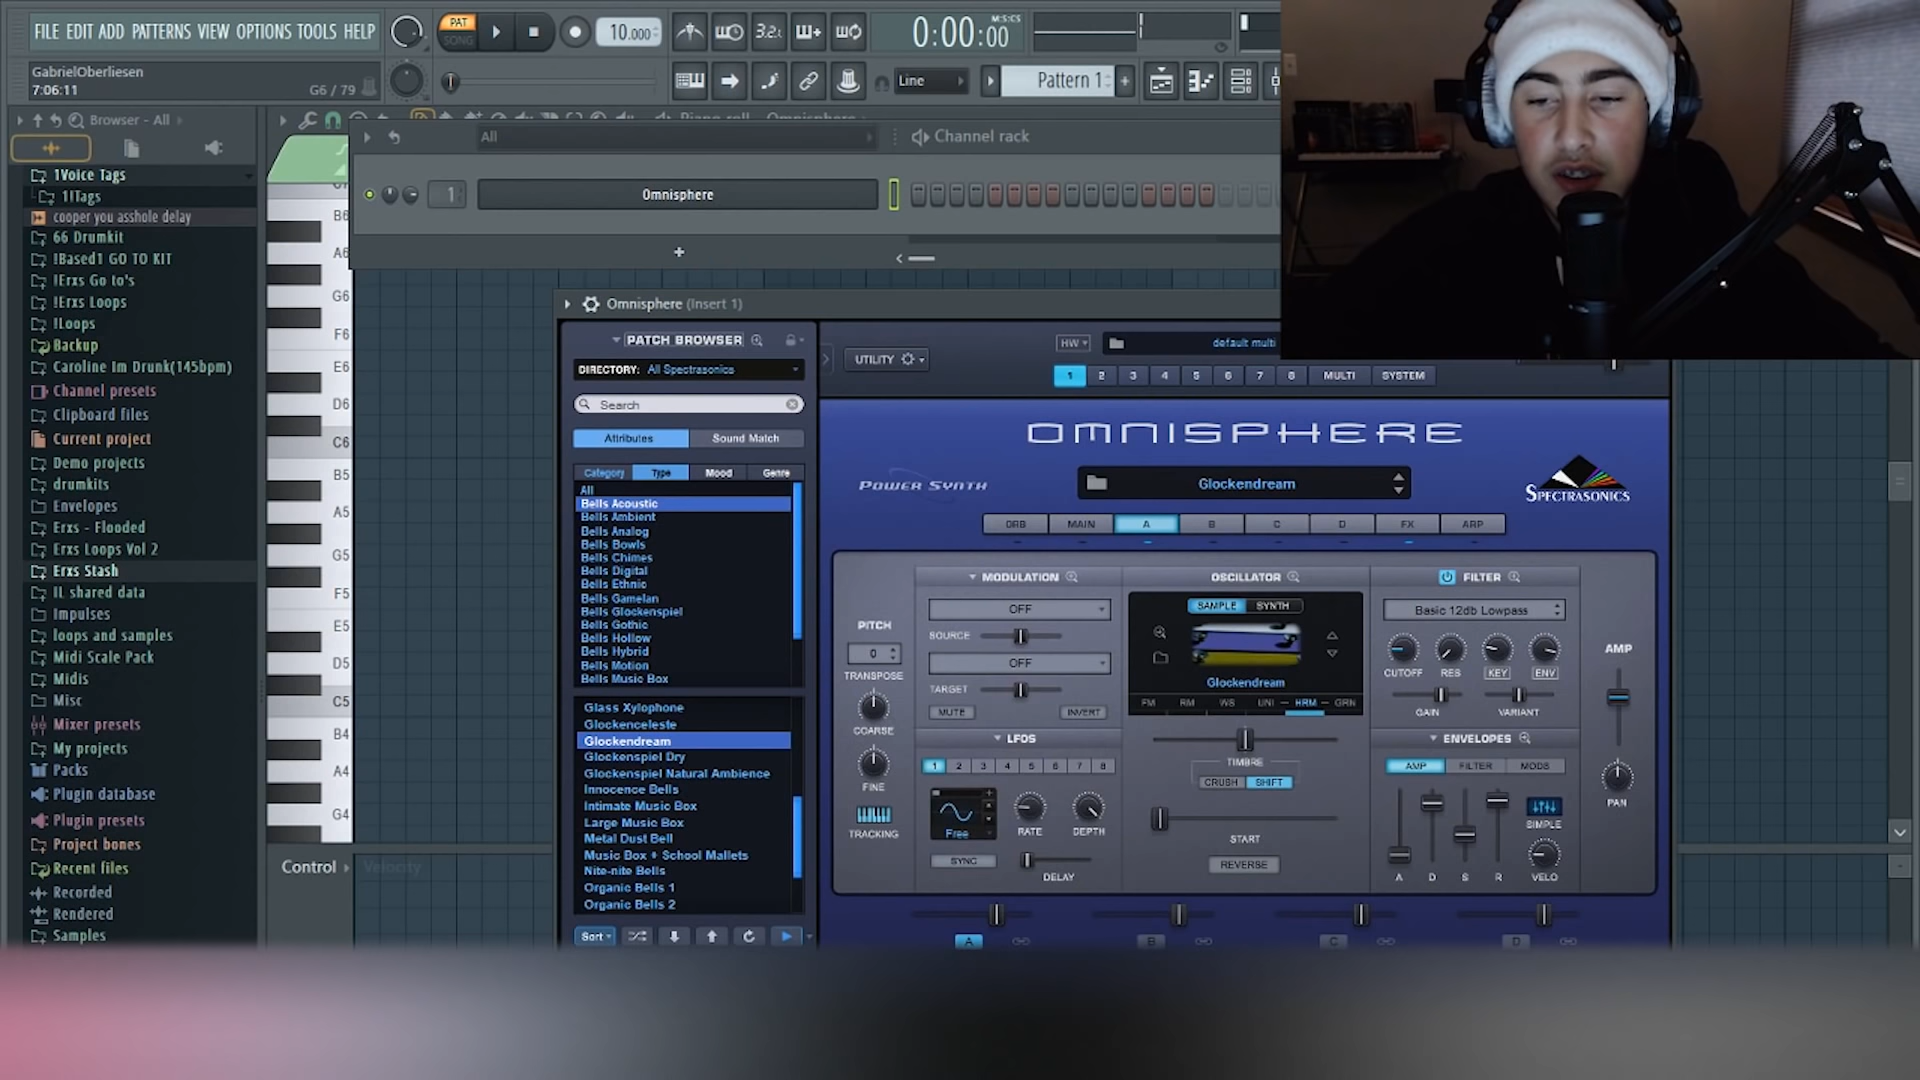 FILE EDIT ADD PATTERNS VIEW OPTIONS TOOLS HELP
PAT
SONG
10.000
3.2.
0:00:00
M:S:CS
GabrielOberliesen
7:06:11
G6 / 79
Line
Pattern 1
+
Browser - All
1Voice Tags
1!Tags
cooper you asshole delay
66 Drumkit
!Based1 GO TO KIT
!Erxs Go to's
!Erxs Loops
!Loops
Backup
Caroline Im Drunk(145bpm)
Channel presets
Clipboard files
Current project
Demo projects
drumkits
Envelopes
Erxs - Flooded
Erxs Loops Vol 2
Erxs Stash
IL shared data
Impulses
loops and samples
Midi Scale Pack
Midis
Misc
Mixer presets
My projects
Packs
Plugin database
Plugin presets
Project bones
Recent files
Recorded
Rendered
Samples
All
Channel rack
1
Omnisphere
+
B6
A6
G6
F6
E6
D6
C6
B5
A5
G5
F5
E5
D5
C5
B4
A4
G4
Control
Velocity
Omnisphere (Insert 1)
PATCH BROWSER
DIRECTORY: All Spectrasonics
Search
Attributes
Sound Match
Category
Type
Mood
Genre
All
Bells Acoustic
Bells Ambient
Bells Analog
Bells Bowls
Bells Chimes
Bells Digital
Bells Ethnic
Bells Gamelan
Bells Glockenspiel
Bells Gothic
Bells Hollow
Bells Hybrid
Bells Motion
Bells Music Box
Glass Xylophone
Glockenceleste
Glockendream
Glockenspiel Dry
Glockenspiel Natural Ambience
Innocence Bells
Intimate Music Box
Large Music Box
Metal Dust Bell
Music Box + School Mallets
Nite-nite Bells
Organic Bells 1
Organic Bells 2
Sort
UTILITY
HW
default multi
1 2 3 4 5 6 7 8 MULTI SYSTEM
OMNISPHERE
POWER SYNTH
Glockendream
SPECTRASONICS
ORB MAIN A B C D FX ARP
PITCH
0
TRANSPOSE
COARSE
FINE
TRACKING
MODULATION
OFF
SOURCE
OFF
TARGET
MUTE
INVERT
LFOS
1 2 3 4 5 6 7 8
Free
RATE
DEPTH
SYNC
DELAY
OSCILLATOR
SAMPLE SYNTH
Glockendream
FM RM WS UNI HRM GRN
TIMBRE
CRUSH SHIFT
START
REVERSE
FILTER
Basic 12db Lowpass
CUTOFF RES KEY ENV
GAIN
VARIANT
ENVELOPES
AMP FILTER MODS
SIMPLE
A D S R VELO
AMP
PAN
A B C D